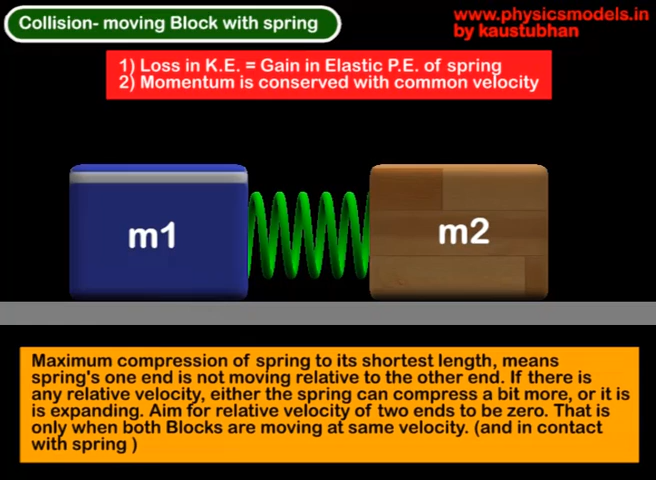 Collision- moving Block with spring
www.physicsmodels.in
by kaustubhan
1) Loss in K.E. = Gain in Elastic P.E. of spring
2) Momentum is conserved with common velocity
m1
m2
Maximum compression of spring to its shortest length, means
spring's one end is not moving relative to the other end. If there is
any relative velocity, either the spring can compress a bit more, or it is
is expanding. Aim for relative velocity of two ends to be zero. That is
only when both Blocks are moving at same velocity. (and in contact
with spring )